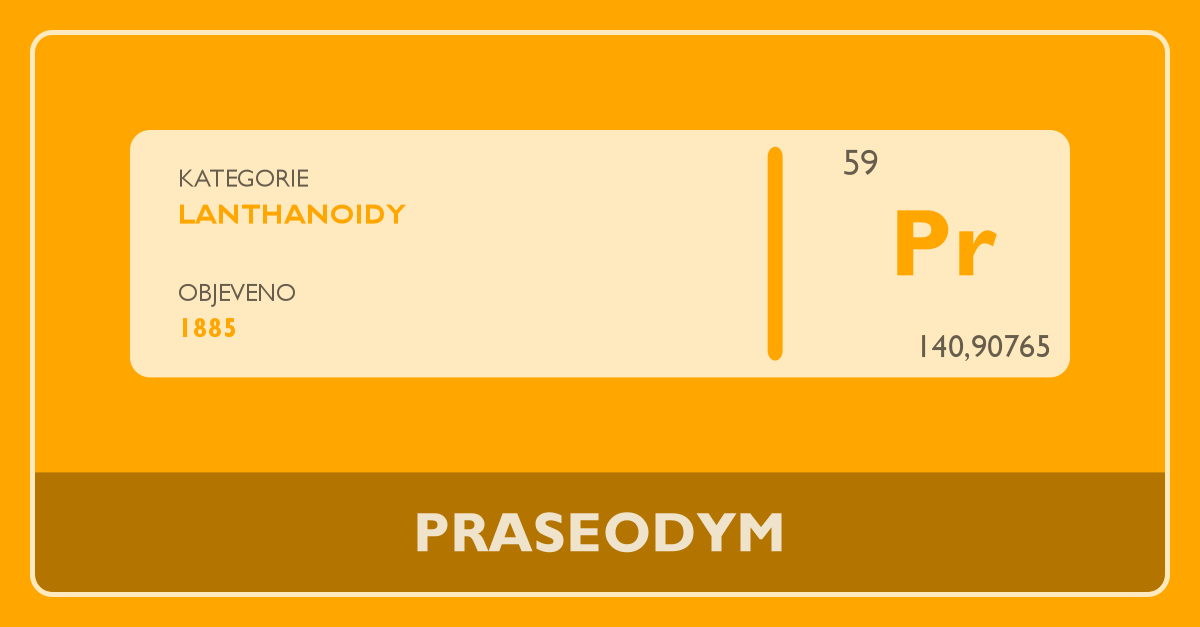 KATEGORIE
LANTHANOIDY
OBJEVENO
1885
59
Pr
140,90765
PRASEODYM